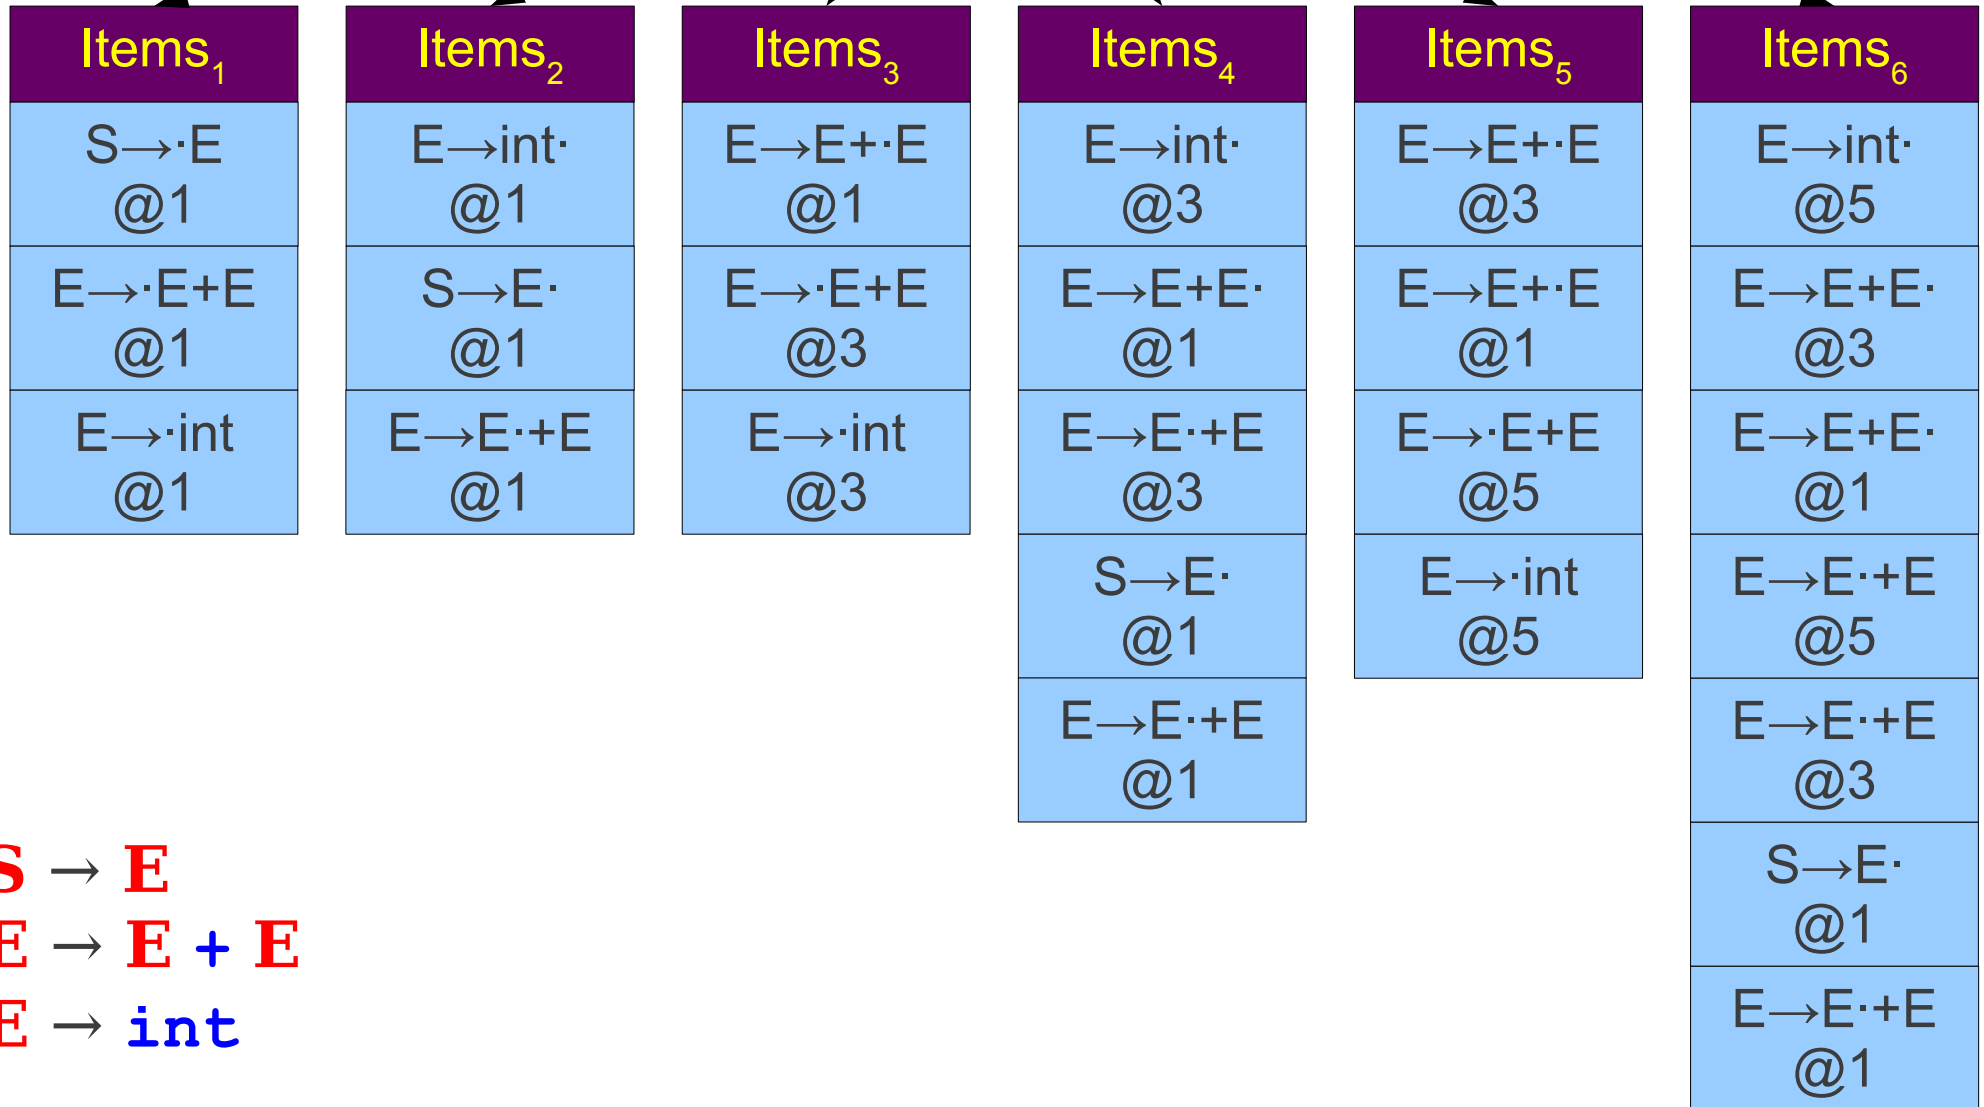 Items₁
S→·E
@1
E→·E+E
@1
E→·int
@1
Items₂
E→int·
@1
S→E·
@1
E→E·+E
@1
Items₃
E→E+·E
@1
E→·E+E
@3
E→·int
@3
Items₄
E→int·
@3
E→E+E·
@1
E→E·+E
@3
S→E·
@1
E→E·+E
@1
Items₅
E→E+·E
@3
E→E+·E
@1
E→·E+E
@5
E→·int
@5
Items₆
E→int·
@5
E→E+E·
@3
E→E+E·
@1
E→E·+E
@5
E→E·+E
@3
S→E·
@1
E→E·+E
@1
S → E
E → E + E
E → int